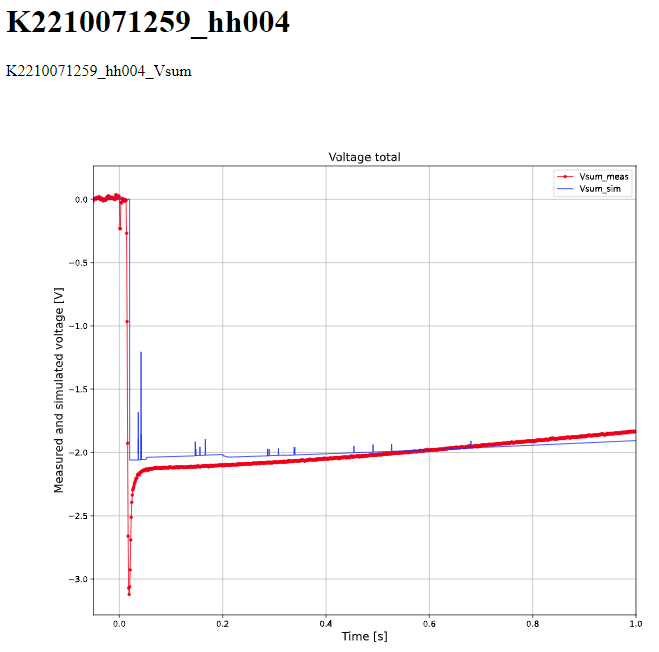 K2210071259_hh004
K2210071259_hh004_Vsum
Voltage total
Vsum_meas
Vsum_sim
0.0
−0.5
−1.0
−1.5
−2.0
−2.5
−3.0
Measured and simulated voltage [V]
0.0 0.2 0.4 0.6 0.8 1.0
Time [s]